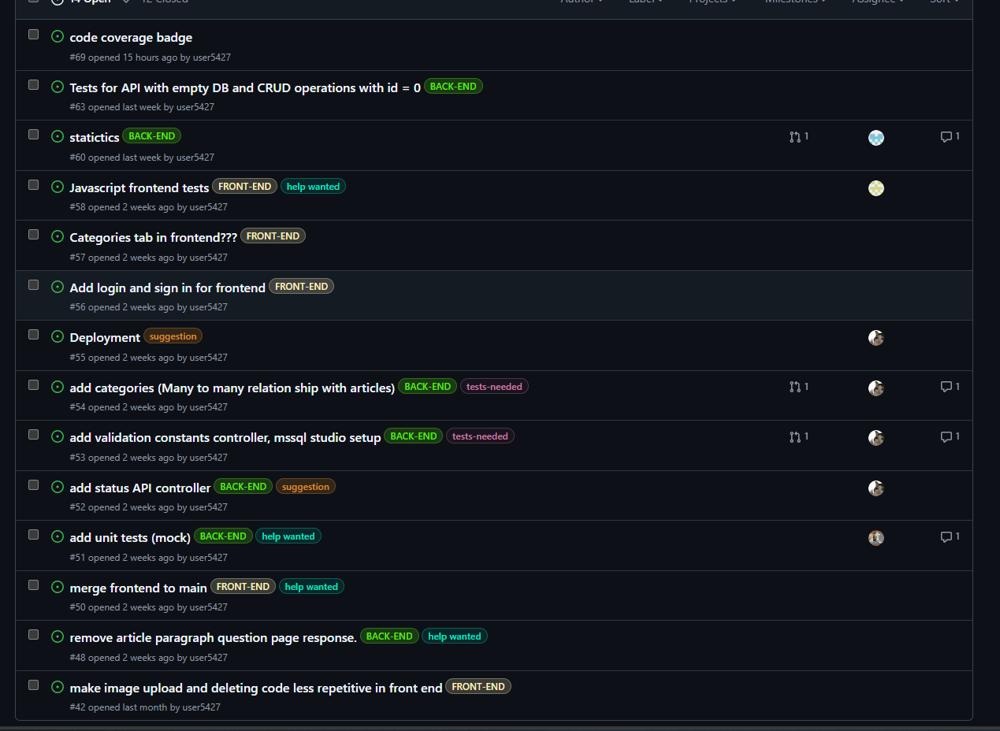 14 Open 12 Closed Author Label Projects Milestones Assignee Sort
code coverage badge
#69 opened 15 hours ago by user5427
Tests for API with empty DB and CRUD operations with id = 0 BACK-END
#63 opened last week by user5427
statictics BACK-END 1 1
#60 opened last week by user5427
Javascript frontend tests FRONT-END help wanted
#58 opened 2 weeks ago by user5427
Categories tab in frontend??? FRONT-END
#57 opened 2 weeks ago by user5427
Add login and sign in for frontend FRONT-END
#56 opened 2 weeks ago by user5427
Deployment suggestion
#55 opened 2 weeks ago by user5427
add categories (Many to many relation ship with articles) BACK-END tests-needed 1 1
#54 opened 2 weeks ago by user5427
add validation constants controller, mssql studio setup BACK-END tests-needed 1 1
#53 opened 2 weeks ago by user5427
add status API controller BACK-END suggestion
#52 opened 2 weeks ago by user5427
add unit tests (mock) BACK-END help wanted 1
#51 opened 2 weeks ago by user5427
merge frontend to main FRONT-END help wanted
#50 opened 2 weeks ago by user5427
remove article paragraph question page response. BACK-END help wanted
#48 opened 2 weeks ago by user5427
make image upload and deleting code less repetitive in front end FRONT-END
#42 opened last month by user5427